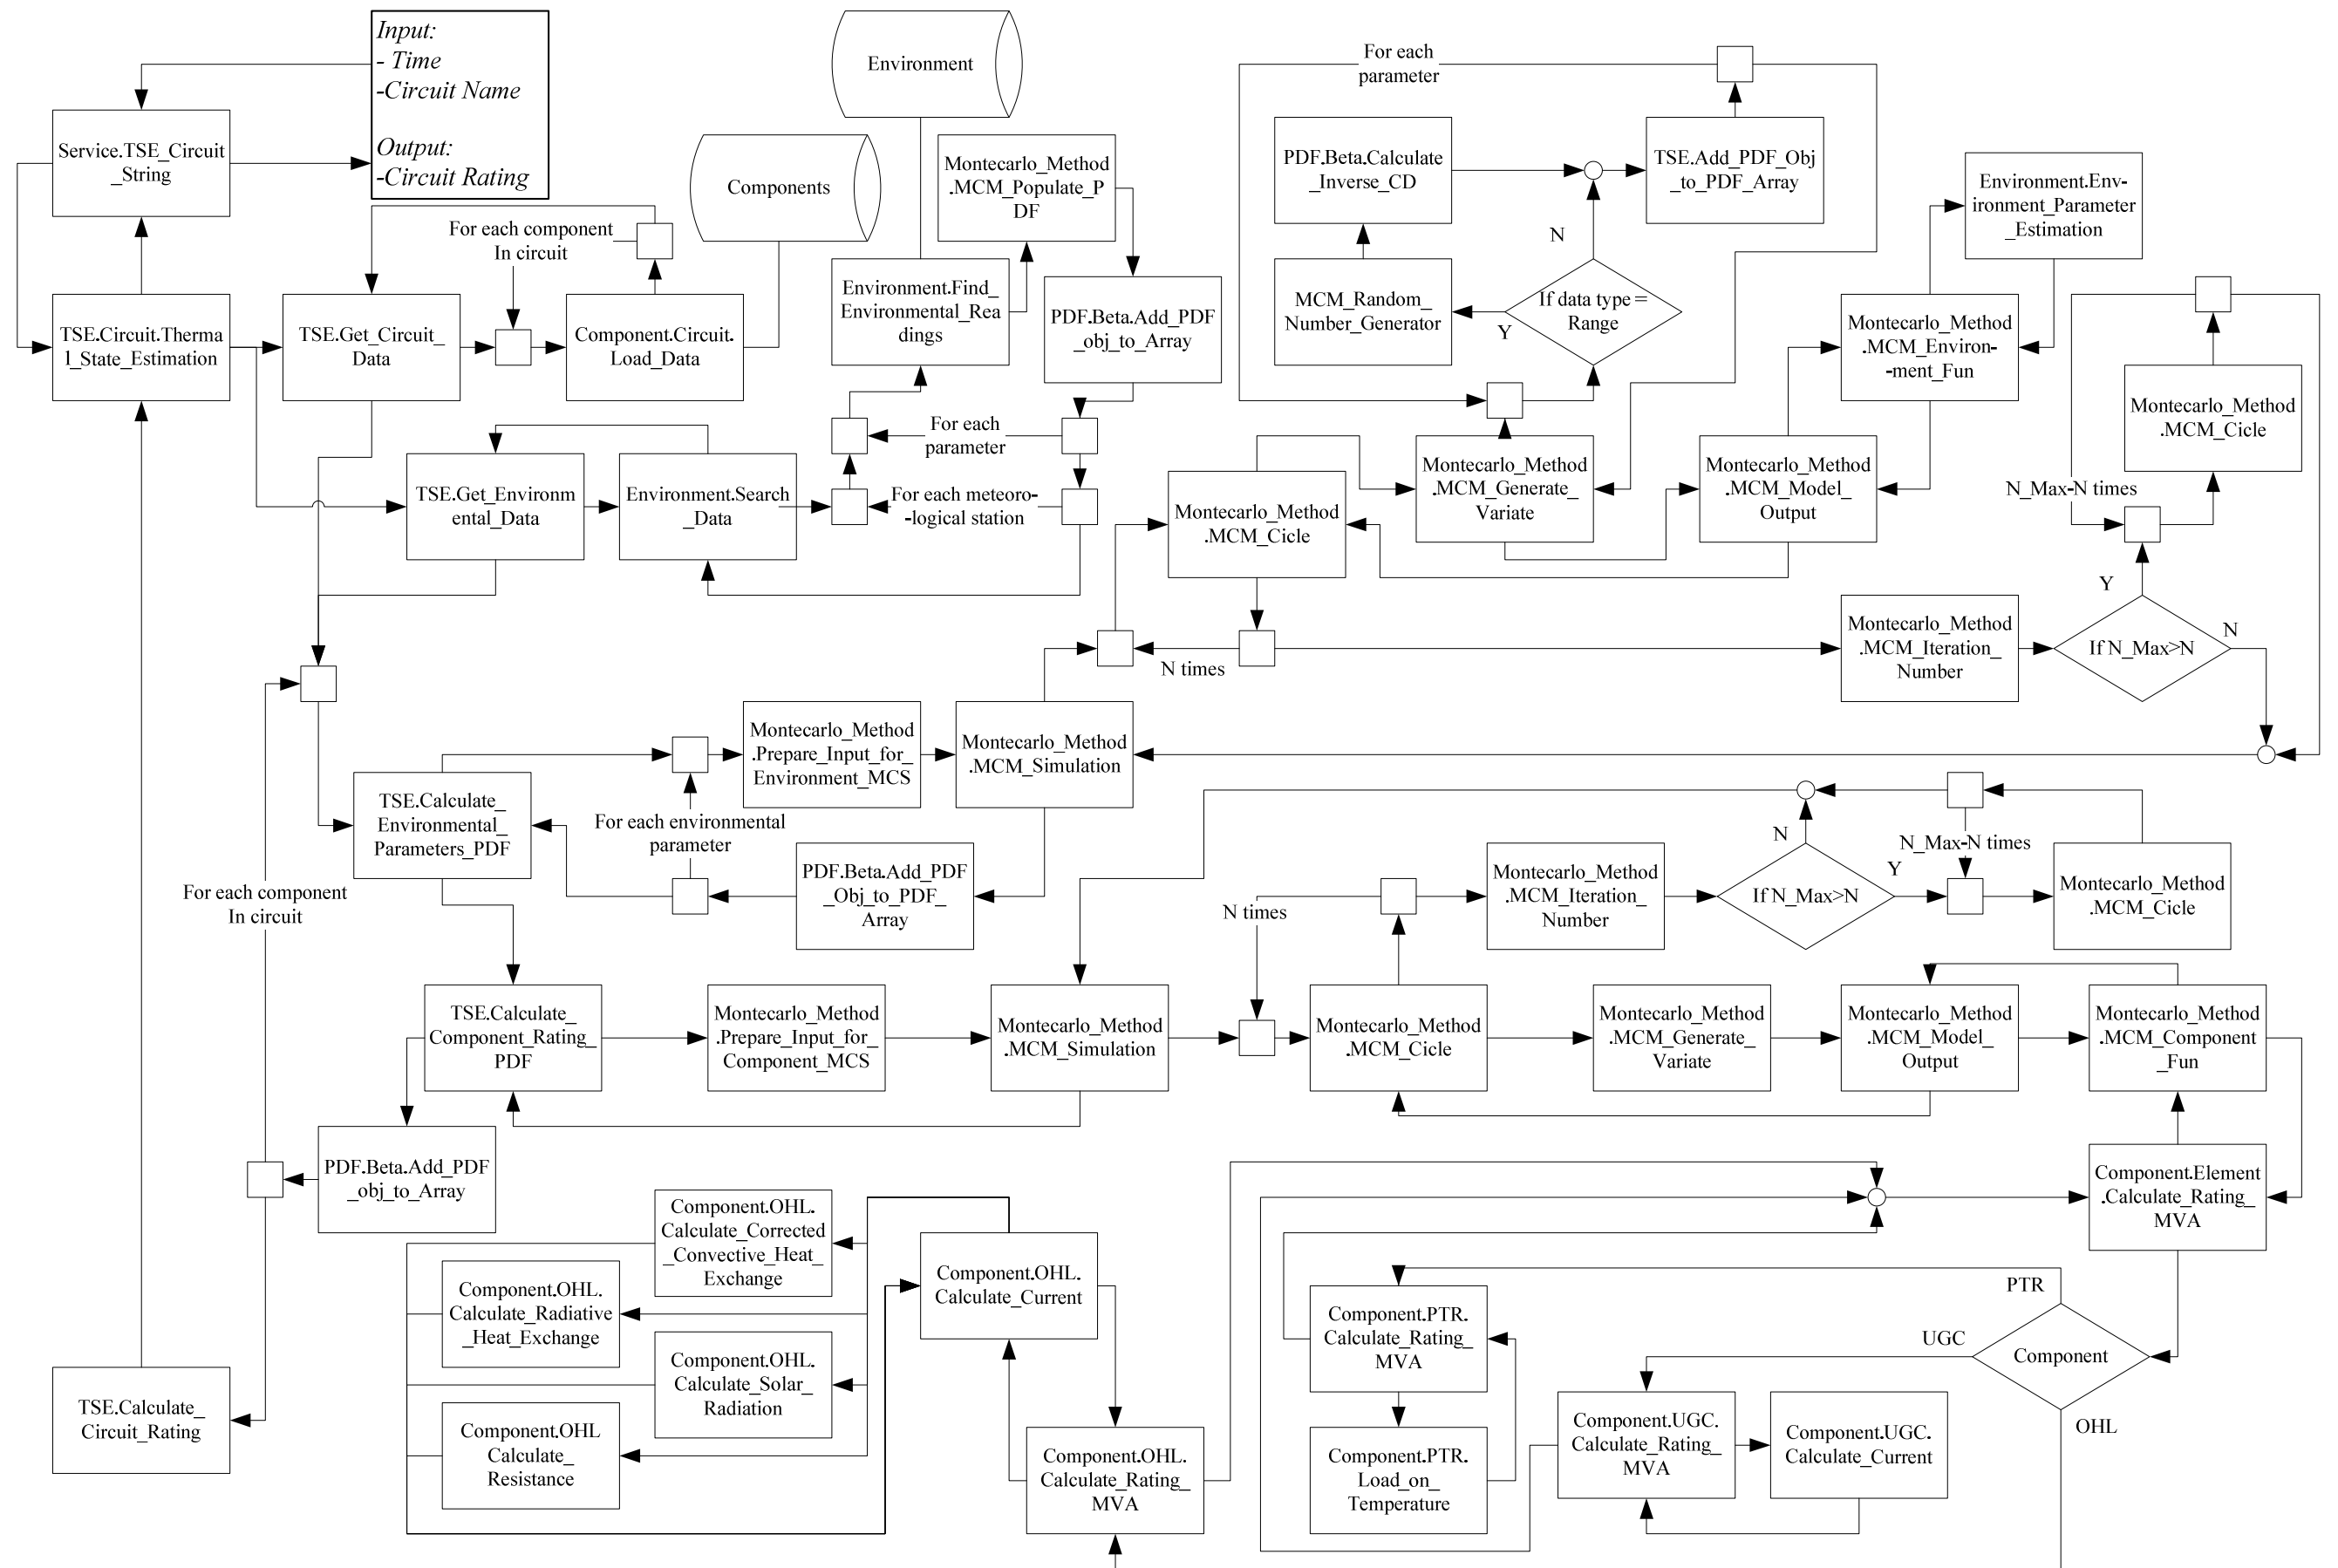 Input:
- Time
-Circuit Name
Output:
-Circuit Rating
Service.TSE_Circuit
_String
Environment
Components
For each component
In circuit
TSE.Circuit.Therma
l_State_Estimation
TSE.Get_Circuit_
Data
Component.Circuit.
Load_Data
Environment.Find_
Environmental_Rea
dings
Montecarlo_Method
.MCM_Populate_P
DF
PDF.Beta.Add_PDF
_obj_to_Array
For each
parameter
For each meteoro-
-logical station
TSE.Get_Environm
ental_Data
Environment.Search
_Data
For each
parameter
PDF.Beta.Calculate
_Inverse_CD
TSE.Add_PDF_Obj
_to_PDF_Array
N
MCM_Random_
Number_Generator
Y
If data type =
Range
Environment.Env-
ironment_Parameter
_Estimation
Montecarlo_Method
.MCM_Environ-
-ment_Fun
Montecarlo_Method
.MCM_Cicle
Montecarlo_Method
.MCM_Generate_
Variate
Montecarlo_Method
.MCM_Model_
Output
Montecarlo_Method
.MCM_Cicle
N_Max-N times
Y
N times
Montecarlo_Method
.MCM_Iteration_
Number
If N_Max>N
N
Montecarlo_Method
.Prepare_Input_for_
Environment_MCS
Montecarlo_Method
.MCM_Simulation
TSE.Calculate_
Environmental_
Parameters_PDF
For each environmental
parameter
PDF.Beta.Add_PDF
_Obj_to_PDF_
Array
For each component
In circuit
N times
Montecarlo_Method
.MCM_Iteration_
Number
N
If N_Max>N
Y
N_Max-N times
Montecarlo_Method
.MCM_Cicle
TSE.Calculate_
Component_Rating_
PDF
Montecarlo_Method
.Prepare_Input_for_
Component_MCS
Montecarlo_Method
.MCM_Simulation
Montecarlo_Method
.MCM_Cicle
Montecarlo_Method
.MCM_Generate_
Variate
Montecarlo_Method
.MCM_Model_
Output
Montecarlo_Method
.MCM_Component
_Fun
PDF.Beta.Add_PDF
_obj_to_Array
Component.OHL.
Calculate_Corrected
_Convective_Heat_
Exchange
Component.OHL.
Calculate_Radiative
_Heat_Exchange
Component.OHL.
Calculate_Solar_
Radiation
Component.OHL
Calculate_
Resistance
Component.OHL.
Calculate_Current
Component.OHL.
Calculate_Rating_
MVA
Component.Element
.Calculate_Rating_
MVA
PTR
Component.PTR.
Calculate_Rating_
MVA
UGC
Component
OHL
Component.PTR.
Load_on_
Temperature
Component.UGC.
Calculate_Rating_
MVA
Component.UGC.
Calculate_Current
TSE.Calculate_
Circuit_Rating